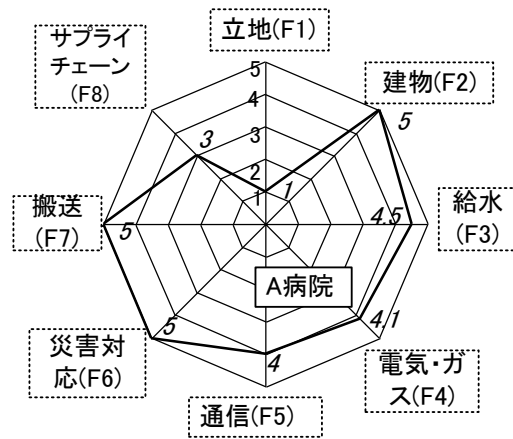 立地(F1)
サプライ
チェーン
(F8)
建物(F2)
5
4
3
2
1
5
3
1
搬送
(F7)
5
4.5
給水
(F3)
A病院
5
4
4.1
災害対
応(F6)
電気・ガ
ス(F4)
通信(F5)